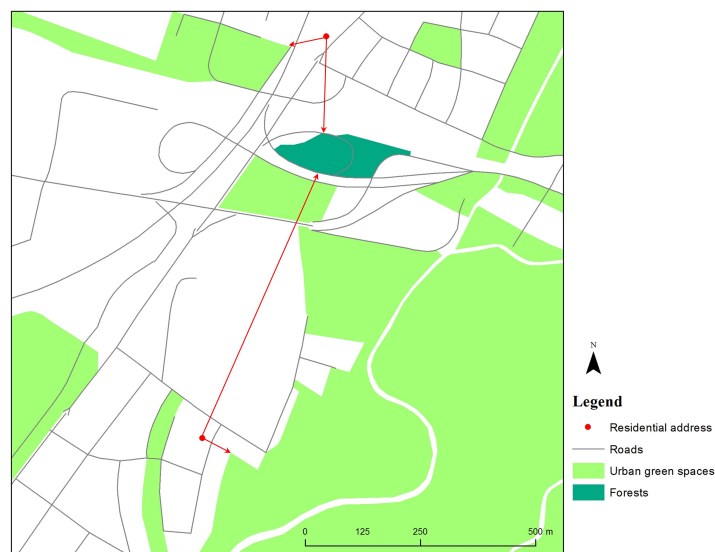 N
Legend
Residential address
Roads
Urban green spaces
Forests
0 125 250 500 m